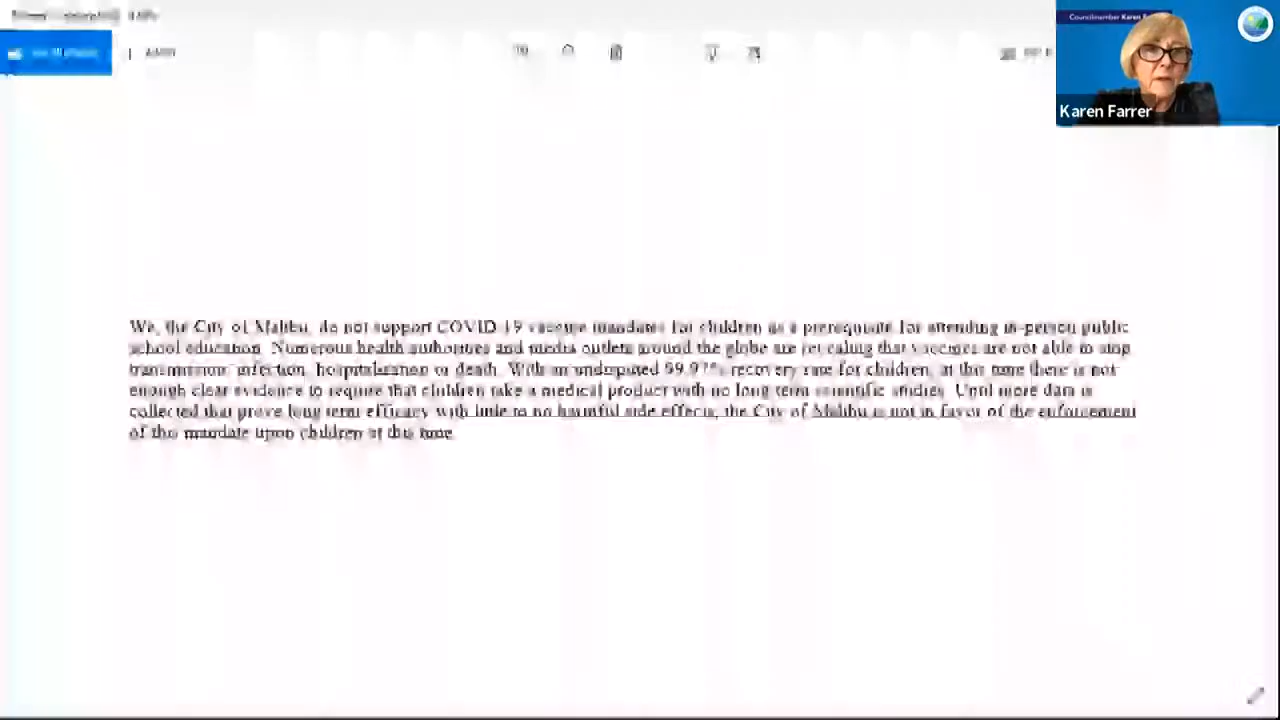 Councilmember Karen
Karen Farrer
We, the City of Malibu, do not support COVID 19 vaccine mandates for children as a prerequisite for attending in-person public
school education. Numerous health authorities and media outlets around the globe are revealing that vaccines are not able to stop
transmission, infection, hospitalization or death. With an undisputed 99.97% recovery rate for children, at this time there is not
enough clear evidence to require that children take a medical product with no long term scientific studies. Until more data is
collected that prove long term efficacy with little to no harmful side effects, the City of Malibu is not in favor of the enforcement
of this mandate upon children at this time.